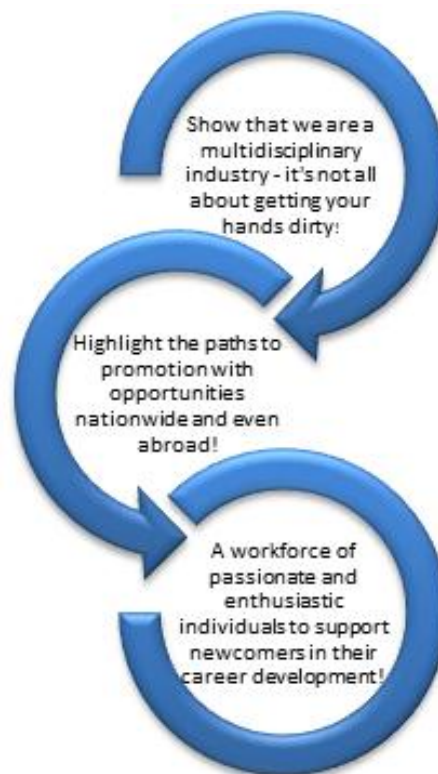 Show that we are a
multidisciplinary
industry - it's not all
about getting your
hands dirty!
Highlight the paths to
promotion with
opportunities
nationwide and even
abroad!
A workforce of
passionate and
enthusiastic
individuals to support
newcomers in their
career development!